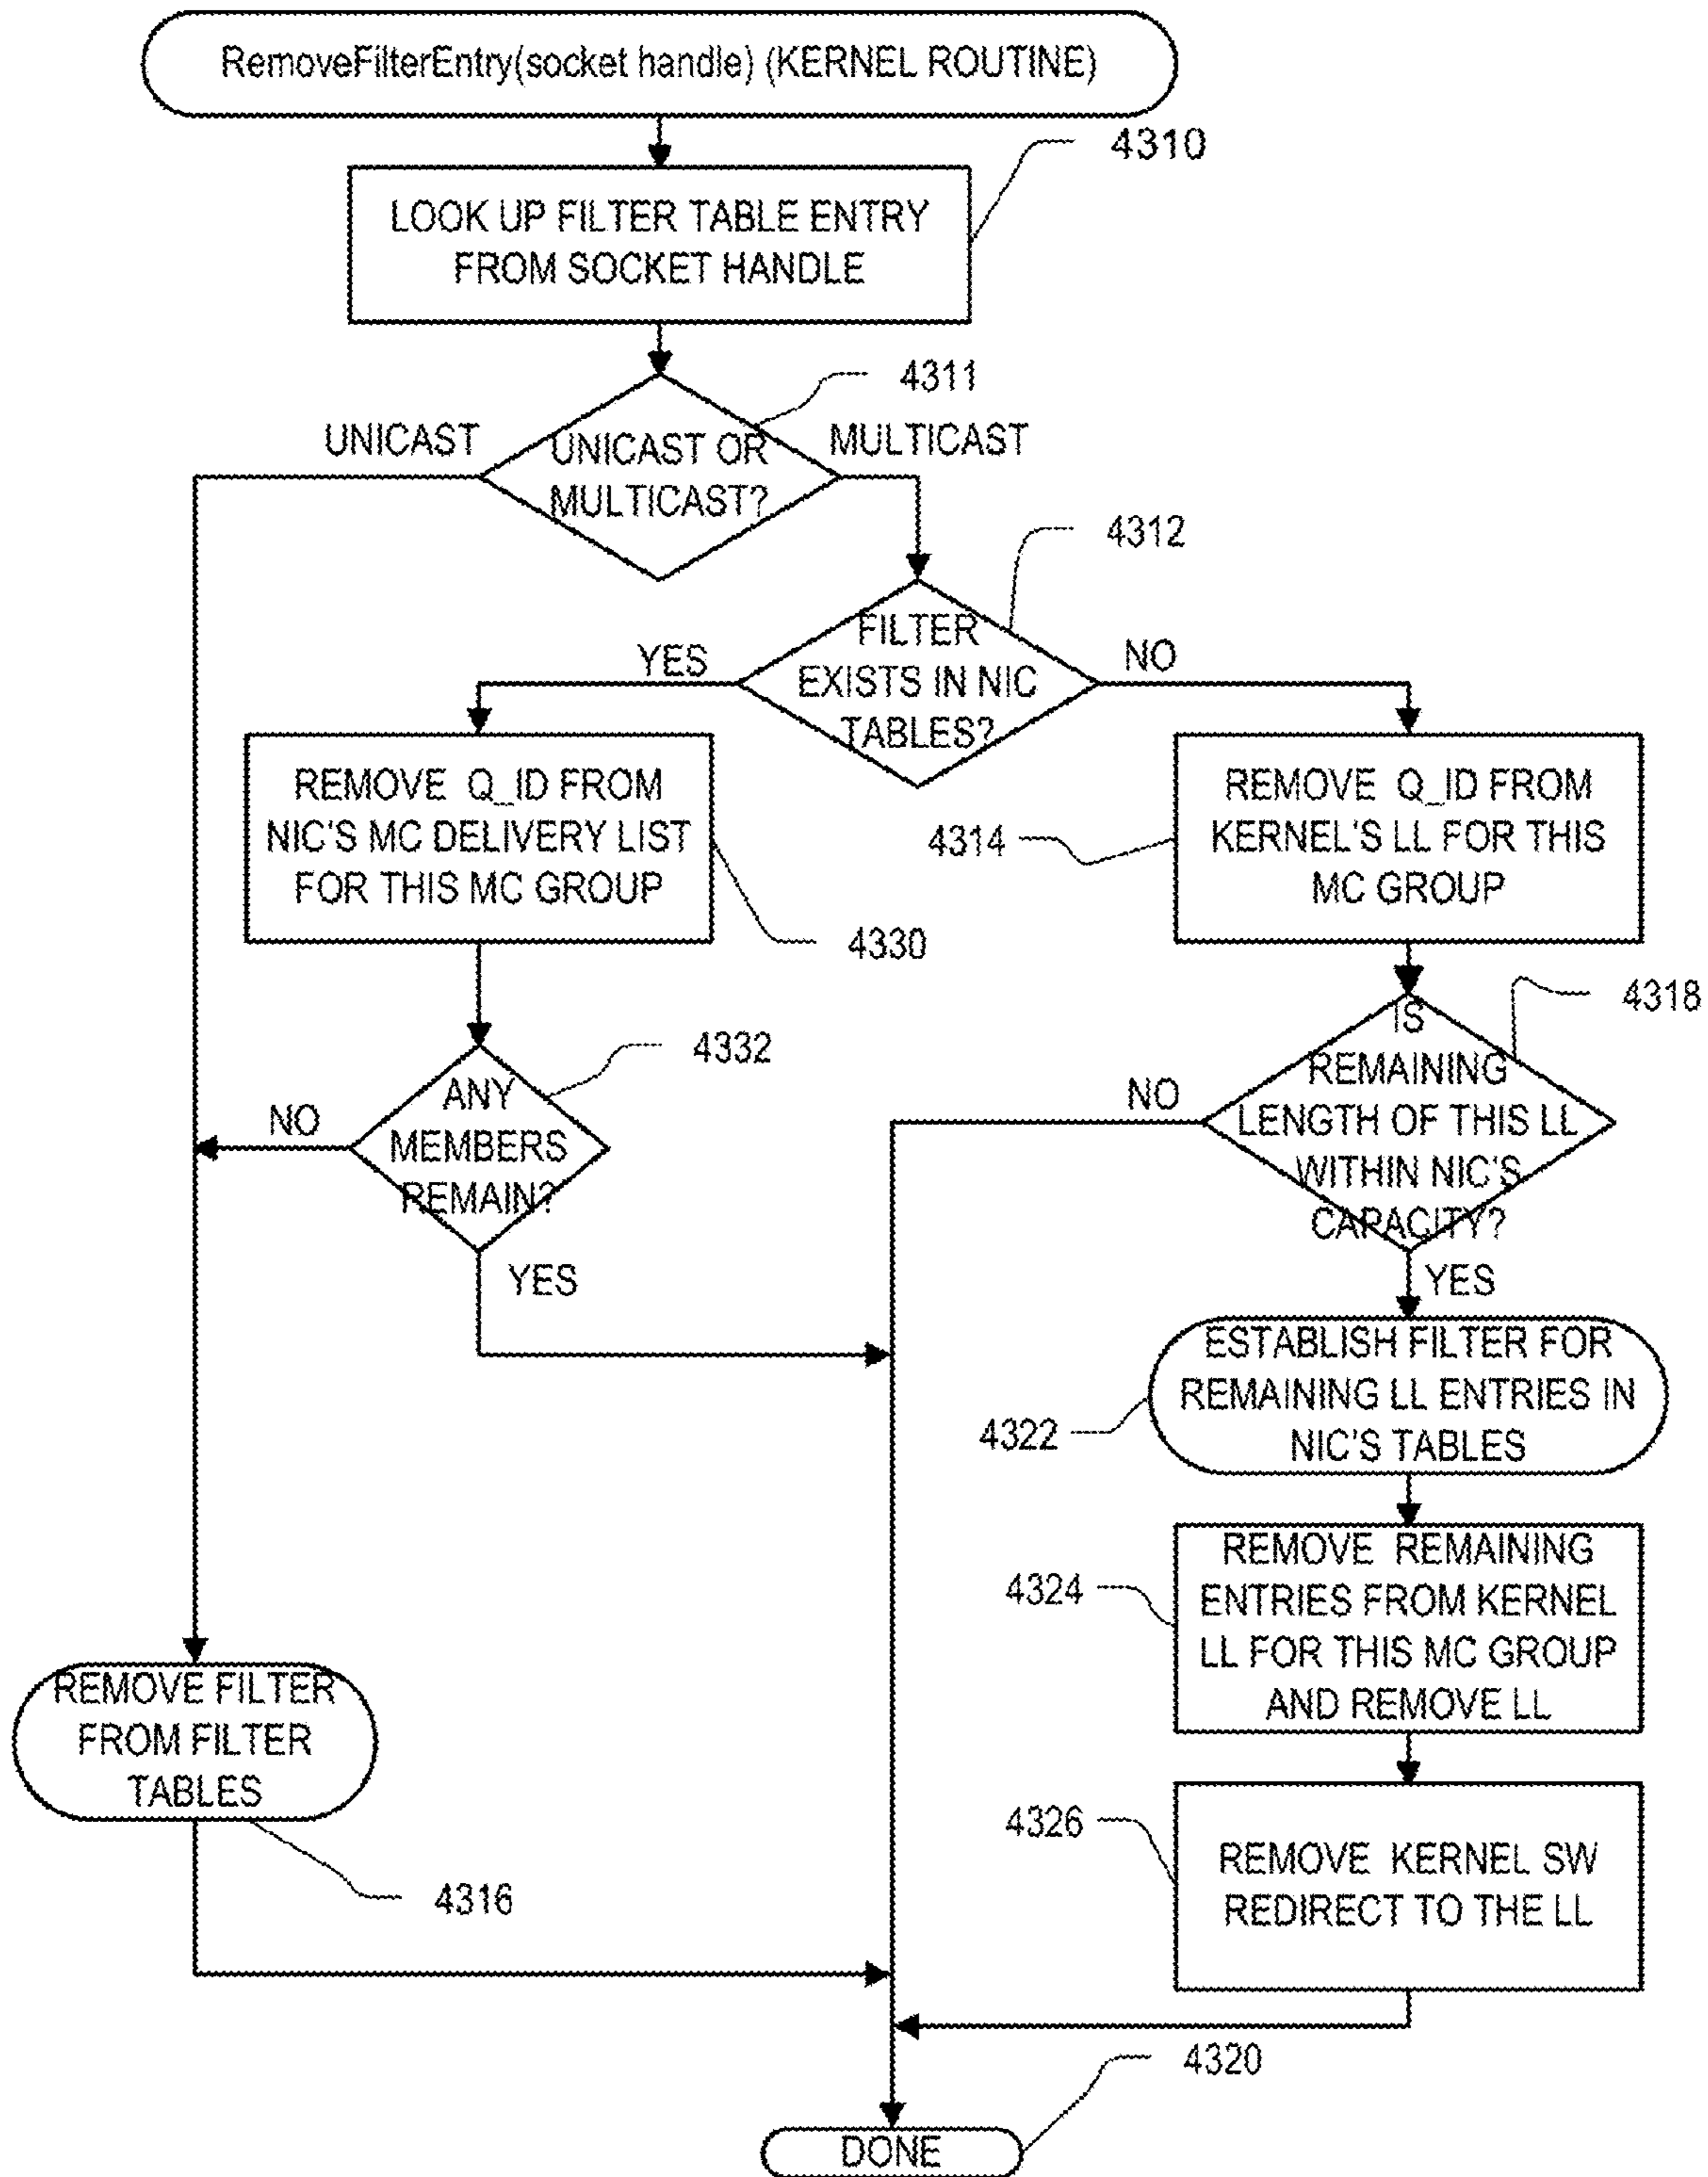 RemoveFilterEntry(socket handle) (KERNEL ROUTINE)
4310
LOOK UP FILTER TABLE ENTRY
FROM SOCKET HANDLE
4311
UNICAST
UNICAST OR
MULTICAST?
MULTICAST
4312
FILTER
EXISTS IN NIC
TABLES?
YES
NO
REMOVE Q_ID FROM
NIC'S MC DELIVERY LIST
FOR THIS MC GROUP
4330
4314
REMOVE Q_ID FROM
KERNEL'S LL FOR THIS
MC GROUP
4332
ANY
MEMBERS
REMAIN?
NO
YES
4318
IS
REMAINING
LENGTH OF THIS LL
WITHIN NIC'S
CAPACITY?
NO
YES
4322
ESTABLISH FILTER FOR
REMAINING LL ENTRIES IN
NIC'S TABLES
4324
REMOVE REMAINING
ENTRIES FROM KERNEL
LL FOR THIS MC GROUP
AND REMOVE LL
REMOVE FILTER
FROM FILTER
TABLES
4316
4326
REMOVE KERNEL SW
REDIRECT TO THE LL
4320
DONE